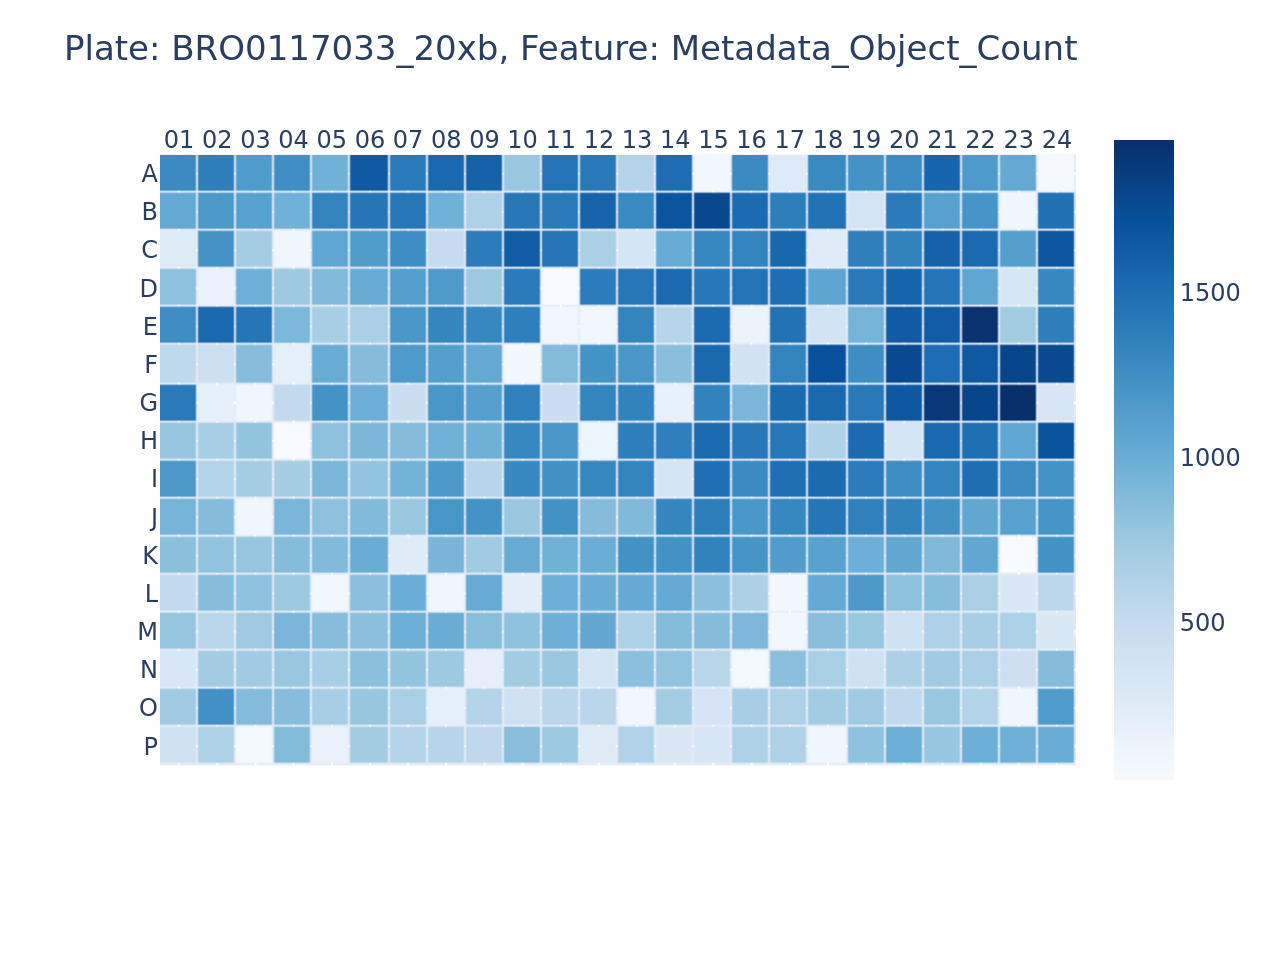 Plate: BRO0117033_20xb, Feature: Metadata_Object_Count
01 02 03 04 05 06 07 08 09 10 11 12 13 14 15 16 17 18 19 20 21 22 23 24
A
B
C
D
E
F
G
H
I
J
K
L
M
N
O
P
1500
1000
500